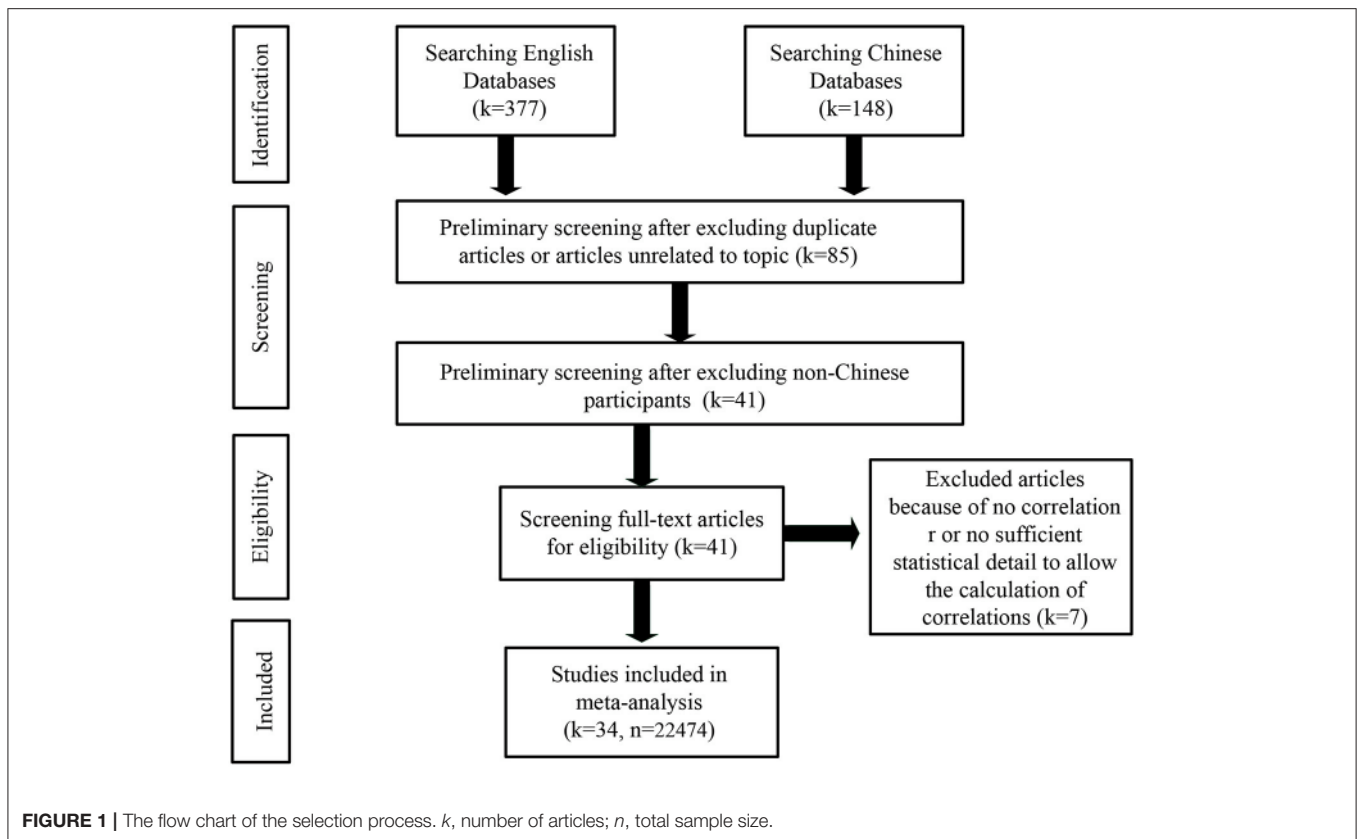 Identification
Searching English
Databases
(k=377)
Searching Chinese
Databases
(k=148)
Screening
Preliminary screening after excluding duplicate
articles or articles unrelated to topic (k=85)
Preliminary screening after excluding non-Chinese
participants (k=41)
Eligibility
Screening full-text articles
for eligibility (k=41)
Excluded articles
because of no correlation
r or no sufficient
statistical detail to allow
the calculation of
correlations (k=7)
Included
Studies included in
meta-analysis
(k=34, n=22474)
FIGURE 1 | The flow chart of the selection process. k, number of articles; n, total sample size.